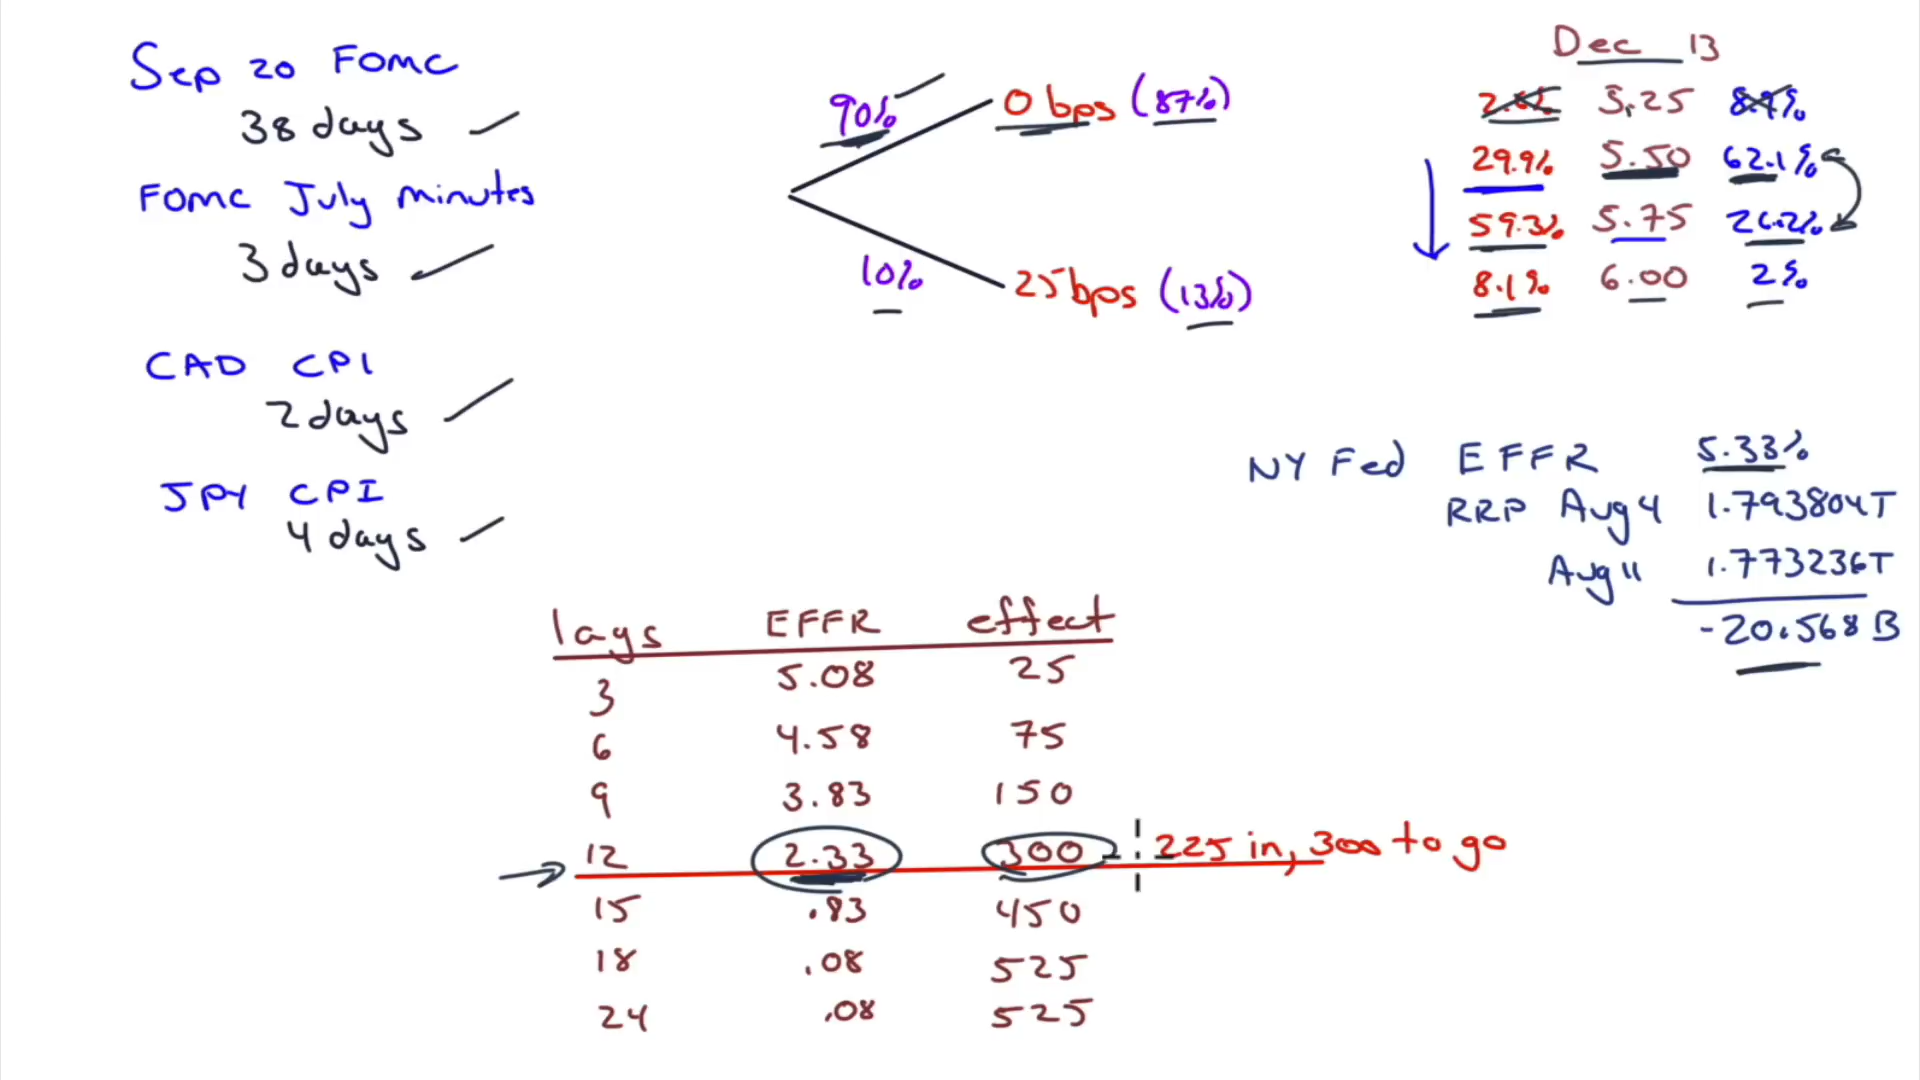 Sep 20 FOMC
38 days
FOMC July minutes
3 days
CAD CPI
2 days
JPY CPI
4 days
90% 0 bps (87%)
10% 25 bps (13%)
Dec 13
5.25
29.9% 5.50 62.1%
59.3% 5.75 26.2%
8.1% 6.00 2%
NY Fed EFFR 5.33%
RRP Aug 4 1.793804T
Aug 11 1.773236T
-20.568 B
lags EFFR effect
3 5.08 25
6 4.58 75
9 3.83 150
12 2.33 300 225 in, 300 to go
15 .83 450
18 .08 525
24 .08 525